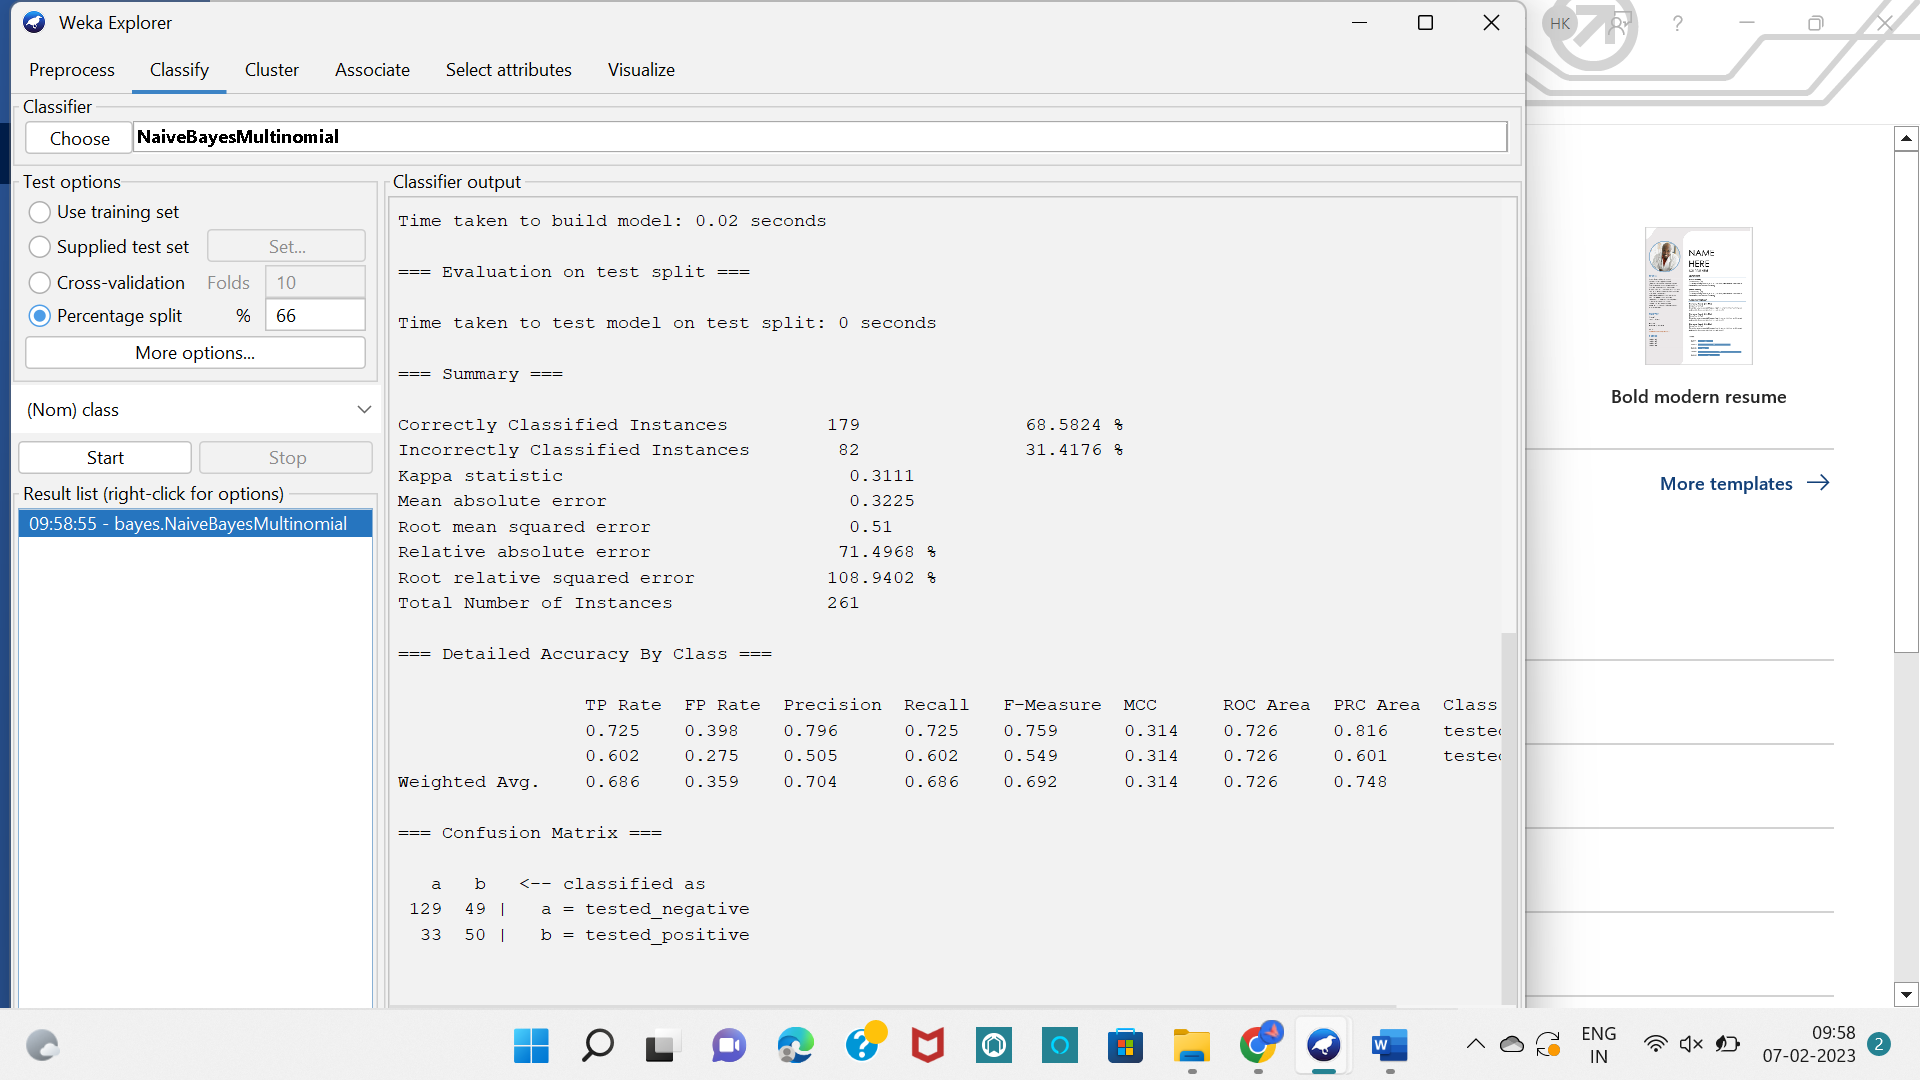 Weka Explorer
Preprocess Classify Cluster Associate Select attributes Visualize
Classifier
Choose NaiveBayesMultinomial
Test options
Use training set
Supplied test set Set...
Cross-validation Folds 10
Percentage split % 66
More options...
(Nom) class
Start Stop
Result list (right-click for options)
09:58:55 - bayes.NaiveBayesMultinomial
Classifier output
Time taken to build model: 0.02 seconds
=== Evaluation on test split ===
Time taken to test model on test split: 0 seconds
=== Summary ===
Correctly Classified Instances 179 68.5824 %
Incorrectly Classified Instances 82 31.4176 %
Kappa statistic 0.3111
Mean absolute error 0.3225
Root mean squared error 0.51
Relative absolute error 71.4968 %
Root relative squared error 108.9402 %
Total Number of Instances 261
=== Detailed Accuracy By Class ===
TP Rate FP Rate Precision Recall F-Measure MCC ROC Area PRC Area Class
0.725 0.398 0.796 0.725 0.759 0.314 0.726 0.816 teste
0.602 0.275 0.505 0.602 0.549 0.314 0.726 0.601 teste
Weighted Avg. 0.686 0.359 0.704 0.686 0.692 0.314 0.726 0.748
=== Confusion Matrix ===
a b <-- classified as
129 49 | a = tested_negative
33 50 | b = tested_positive
HK ?
NAME
HERE
Bold modern resume
More templates →
ENG
IN
09:58
07-02-2023
2